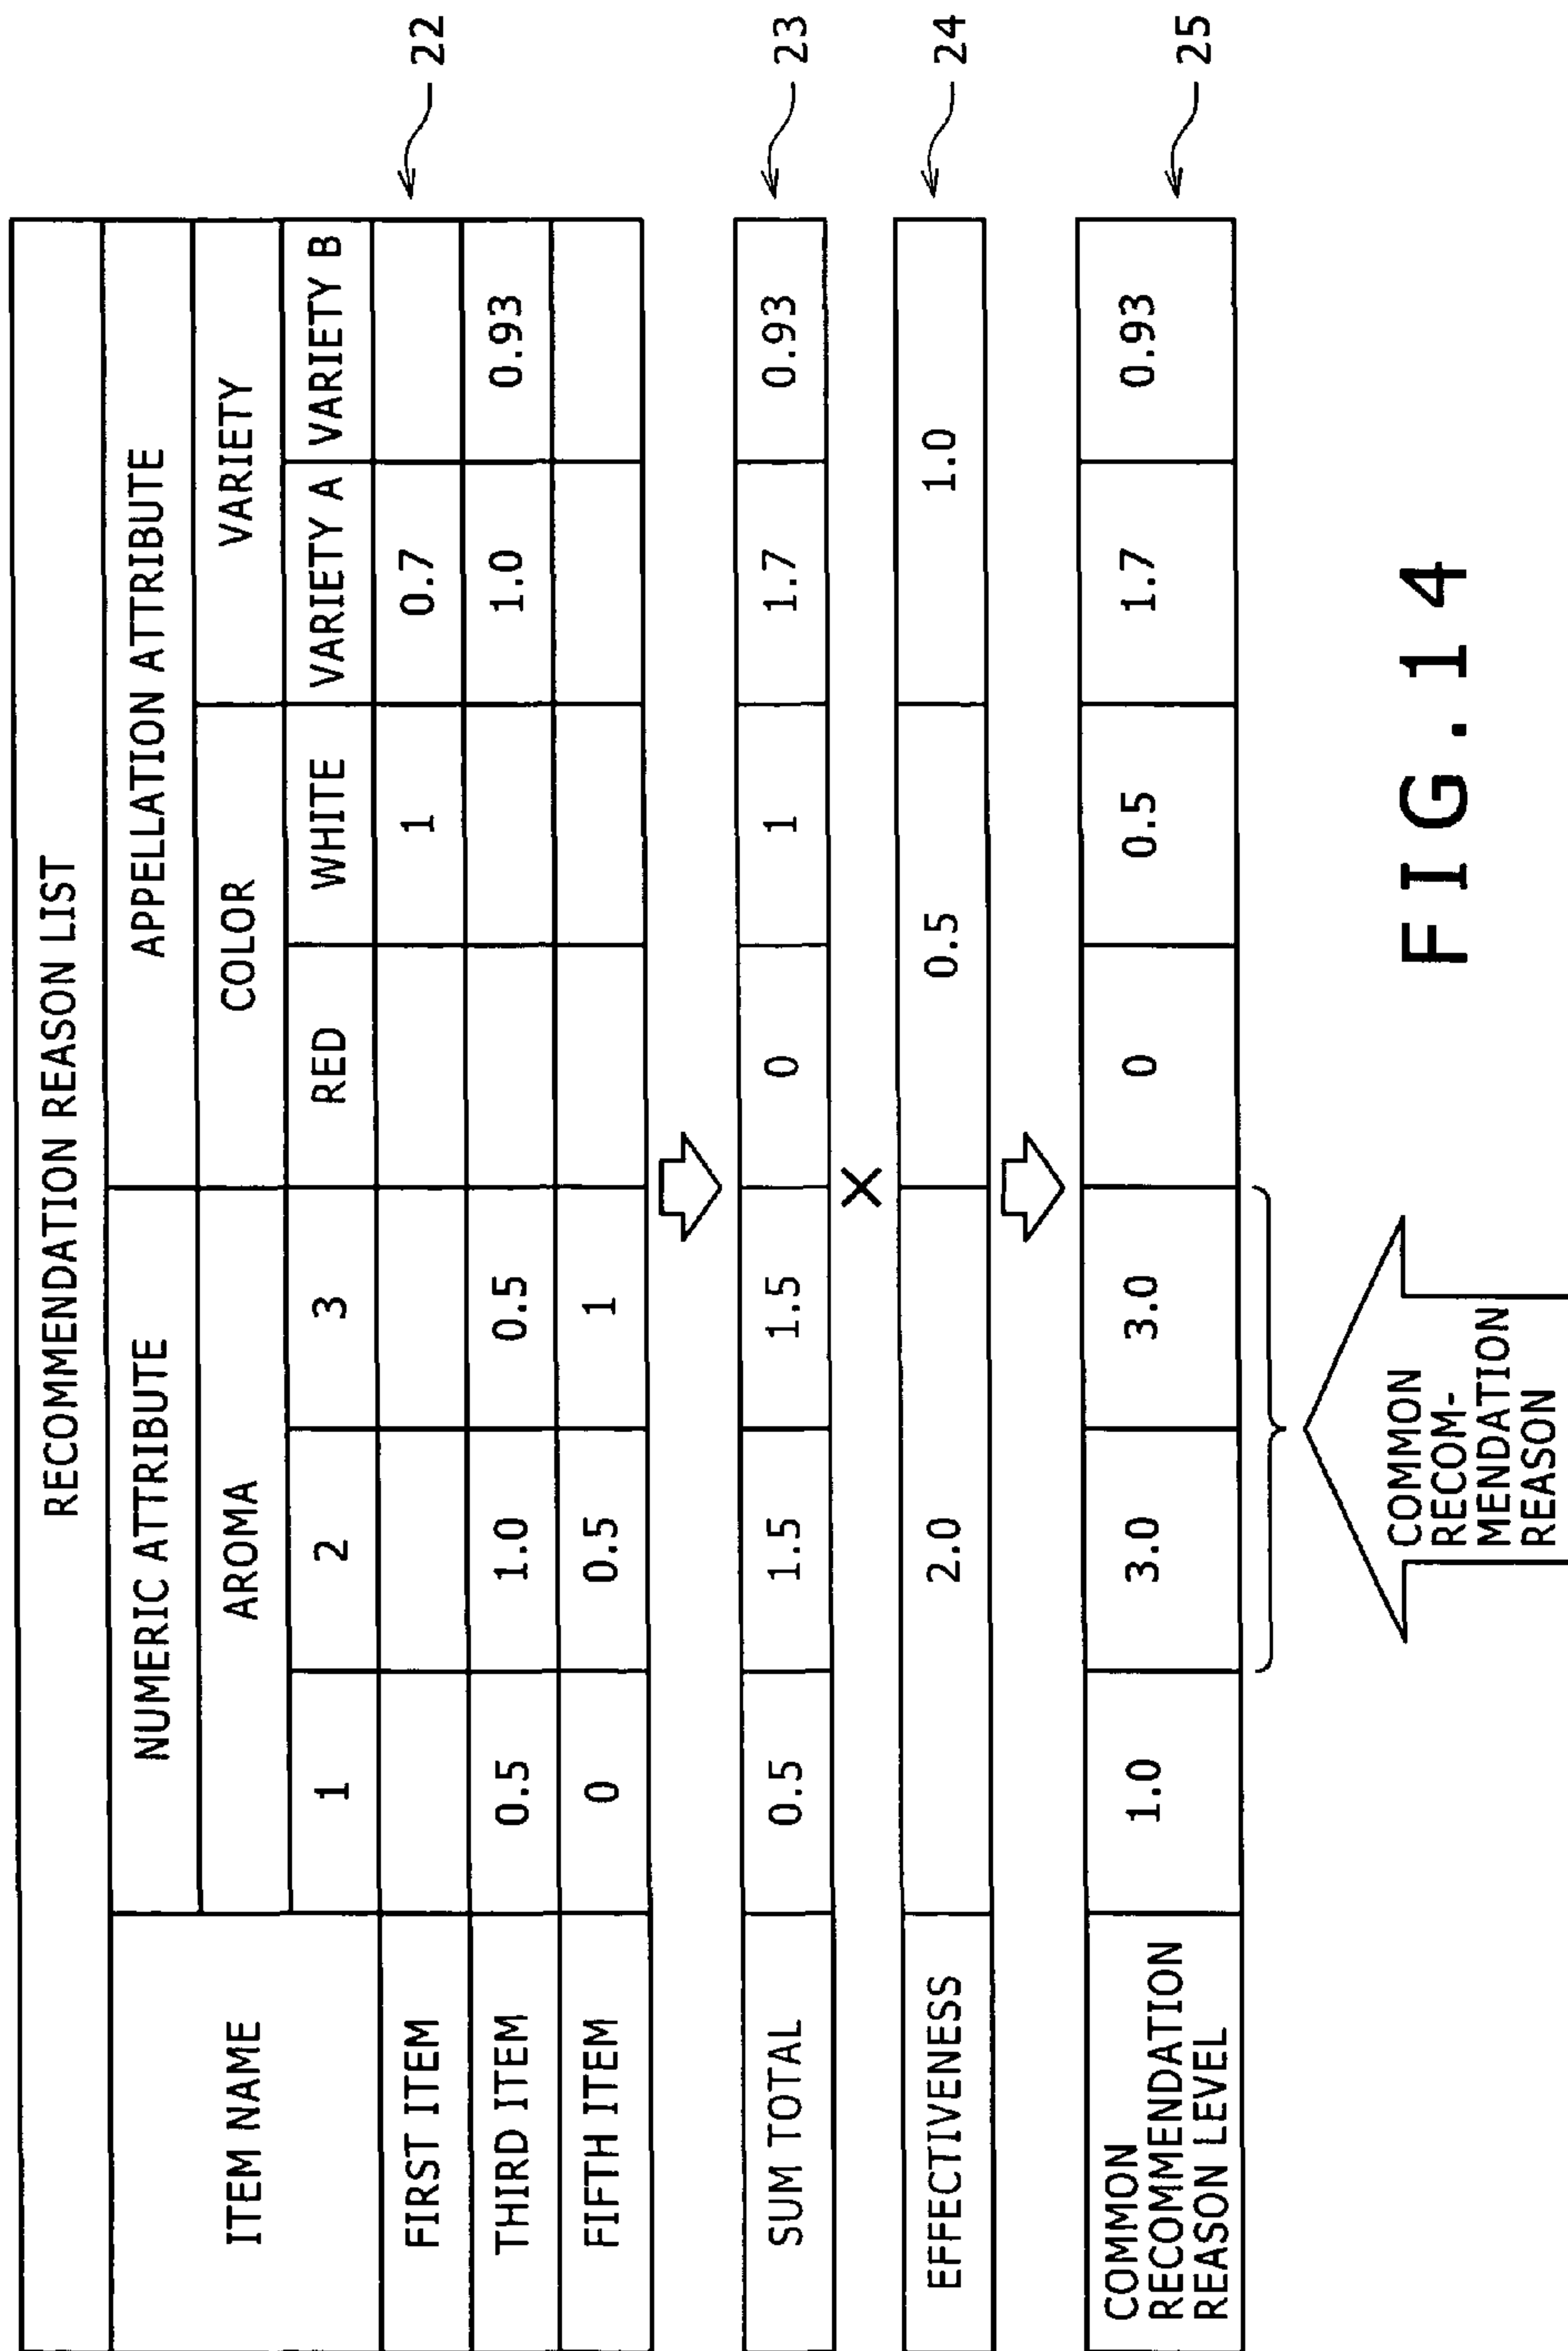 RECOMMENDATION REASON LIST
ITEM NAME NUMERIC ATTRIBUTE APPELLATION ATTRIBUTE
AROMA COLOR VARIETY
1 2 3 RED WHITE VARIETY A VARIETY B
FIRST ITEM 1 0.7
THIRD ITEM 0.5 1.0 0.5 1.0 0.93
FIFTH ITEM 0 0.5 1
22
SUM TOTAL 0.5 1.5 1.5 0 1 1.7 0.93
23
×
EFFECTIVENESS 2.0 0.5 1.0
24
COMMON
RECOMMENDATION
REASON LEVEL
1.0 3.0 3.0 0 0.5 1.7 0.93
25
COMMON
RECOM-
MENDATION
REASON
FIG.14